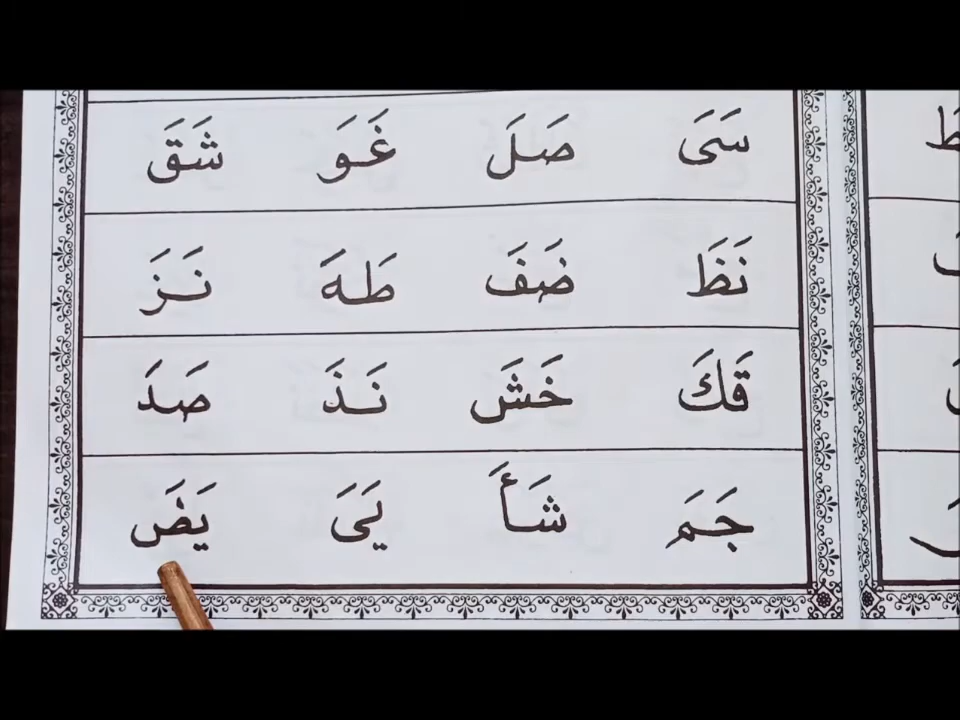 سَىَ صَلَ غَوَ شَقَ
نَظَ ضَفَ طَهَ نَزَ
قَكَ خَشَ نَذَ صَدَ
جَمَ شَأَ يَىَ يَضَ